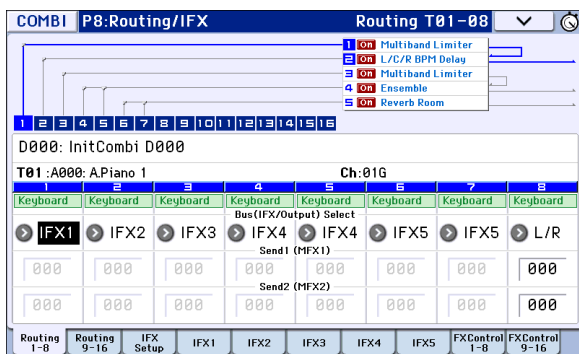 COMBI P8:Routing/IFX Routing T01-08
1 On Multiband Limiter
2 On L/C/R BPM Delay
3 On Multiband Limiter
4 On Ensemble
5 On Reverb Room
1 2 3 4 5 6 7 8 9 10 11 12 13 14 15 16
D000: InitCombi D000
T01 :A000: A.Piano 1 Ch:01G
1 2 3 4 5 6 7 8
Keyboard Keyboard Keyboard Keyboard Keyboard Keyboard Keyboard Keyboard
Bus(IFX/Output) Select
IFX1 IFX2 IFX3 IFX4 IFX4 IFX5 IFX5 L/R
Send1 (MFX1)
000 000 000 000 000 000 000 000
Send2 (MFX2)
000 000 000 000 000 000 000 000
Routing 1-8 Routing 9-16 IFX Setup IFX1 IFX2 IFX3 IFX4 IFX5 FXControl 1-8 FXControl 9-16